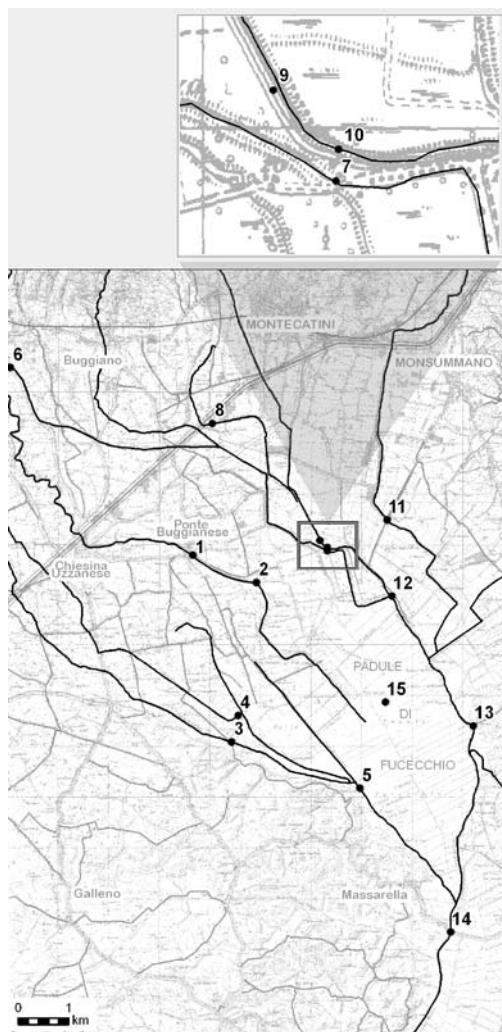 9
10
7
MONTECATINI
Buggiano
MONSUMMANO
6
8
11
Ponte
Buggianese
1
Chiesina
Uzzanese
2
12
PADULE
15
4
DI
13
3
FUCECCHIO
5
Galleno
Massarella
14
0 1
km